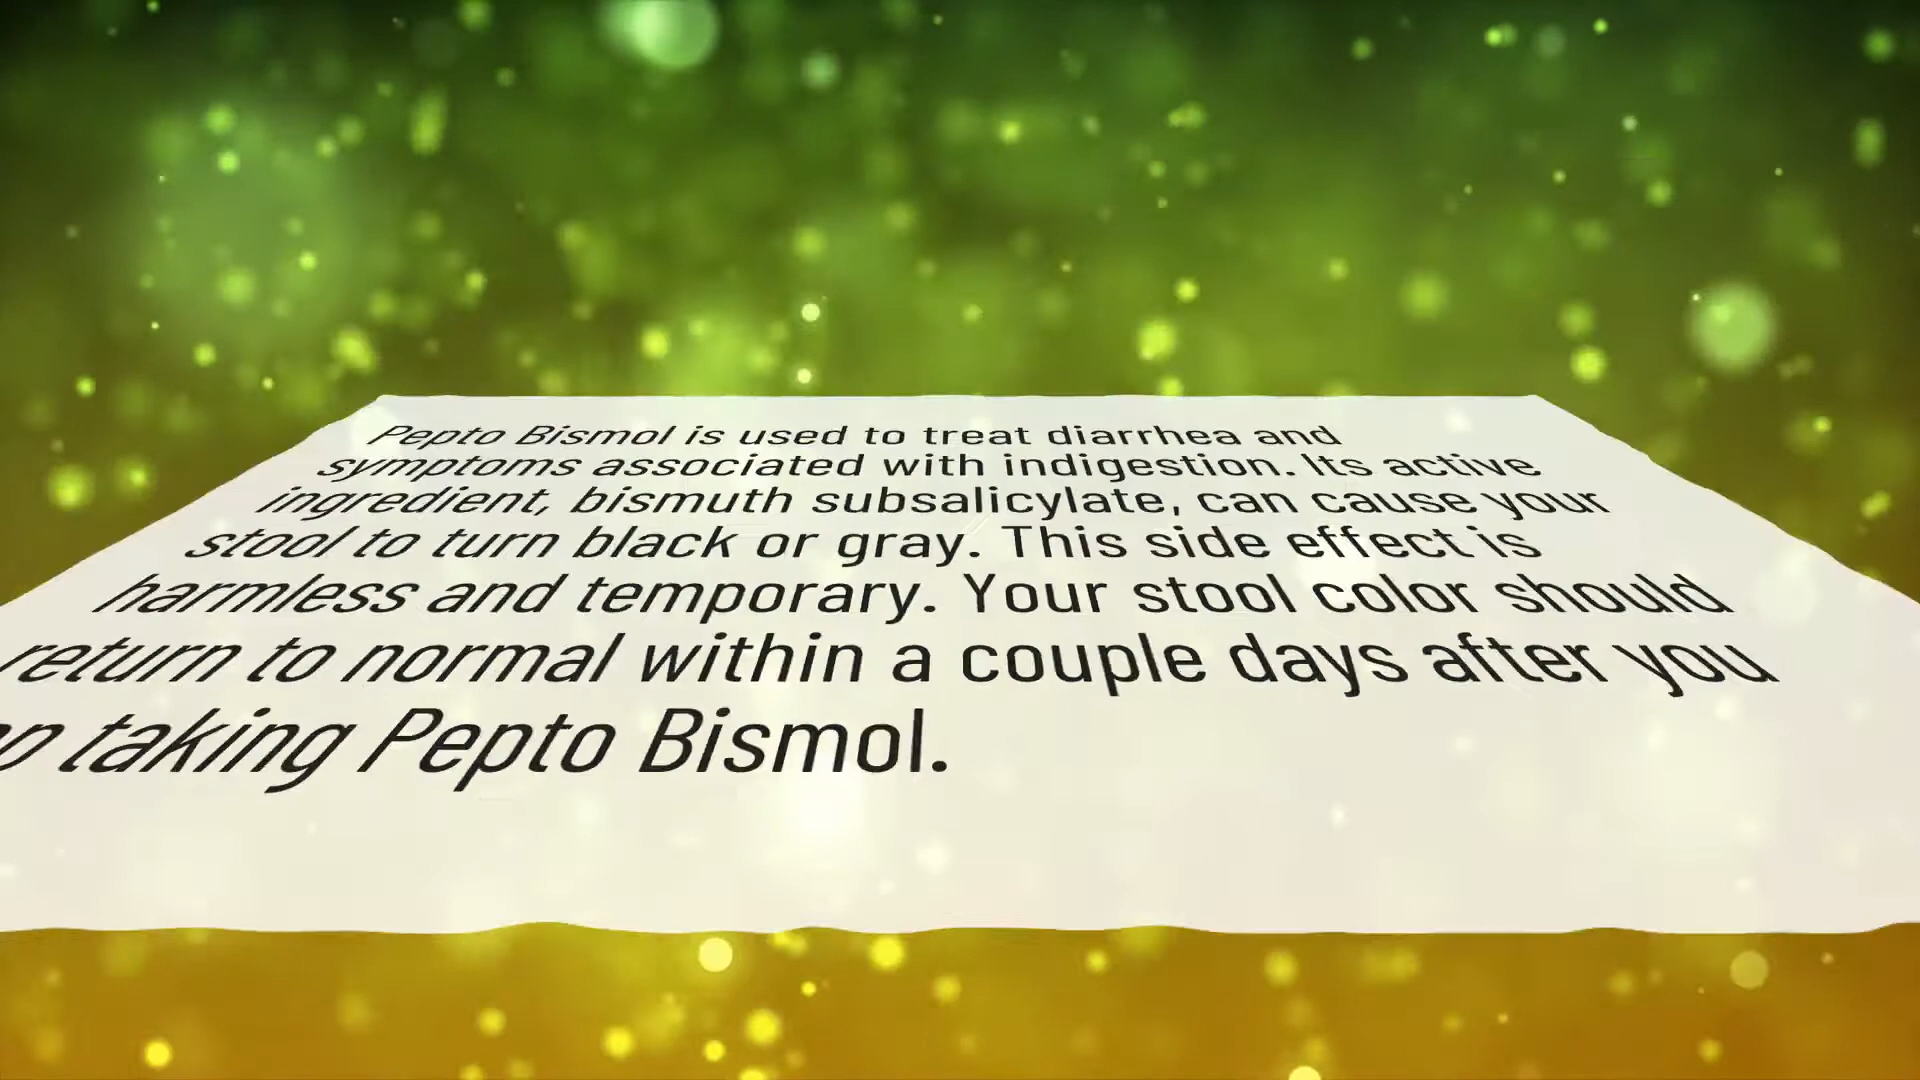 Pepto Bismol is used to treat diarrhea and
symptoms associated with indigestion. Its active
ingredient, bismuth subsalicylate, can cause your
stool to turn black or gray. This side effect is
harmless and temporary. Your stool color should
return to normal within a couple days after you
taking Pepto Bismol.